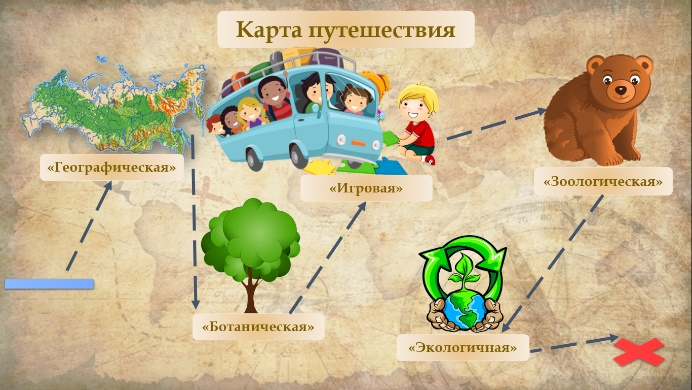 Карта путешествия
«Географическая»
«Игровая»
«Зоологическая»
«Ботаническая»
«Экологичная»